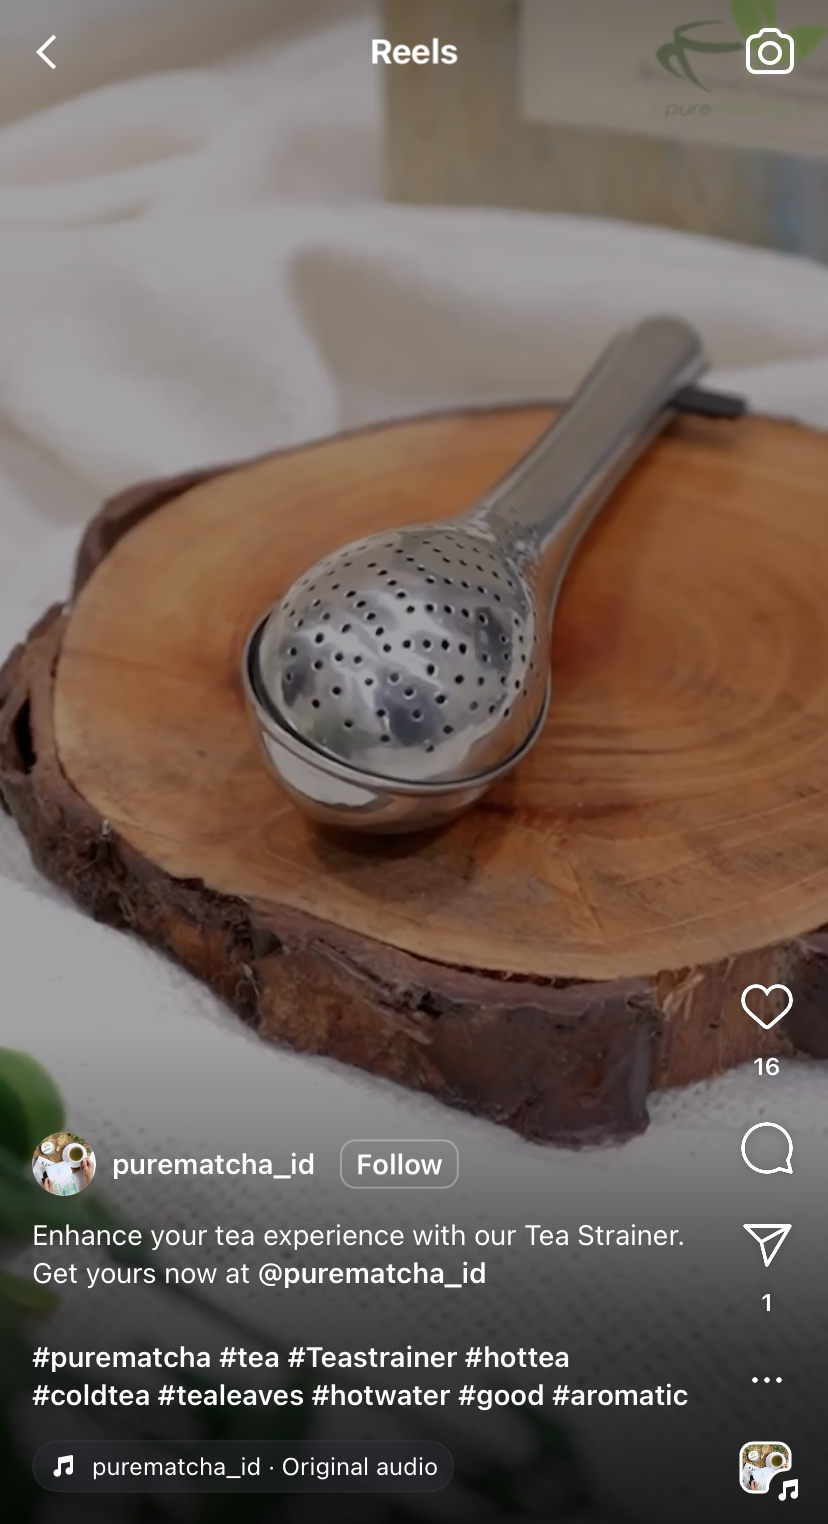 Reels
pure
purematcha_id
Follow
Enhance your tea experience with our Tea Strainer.
Get yours now at @purematcha_id
#purematcha #tea #Teastrainer #hottea
#coldtea #tealeaves #hotwater #good #aromatic
purematcha_id · Original audio
16
1